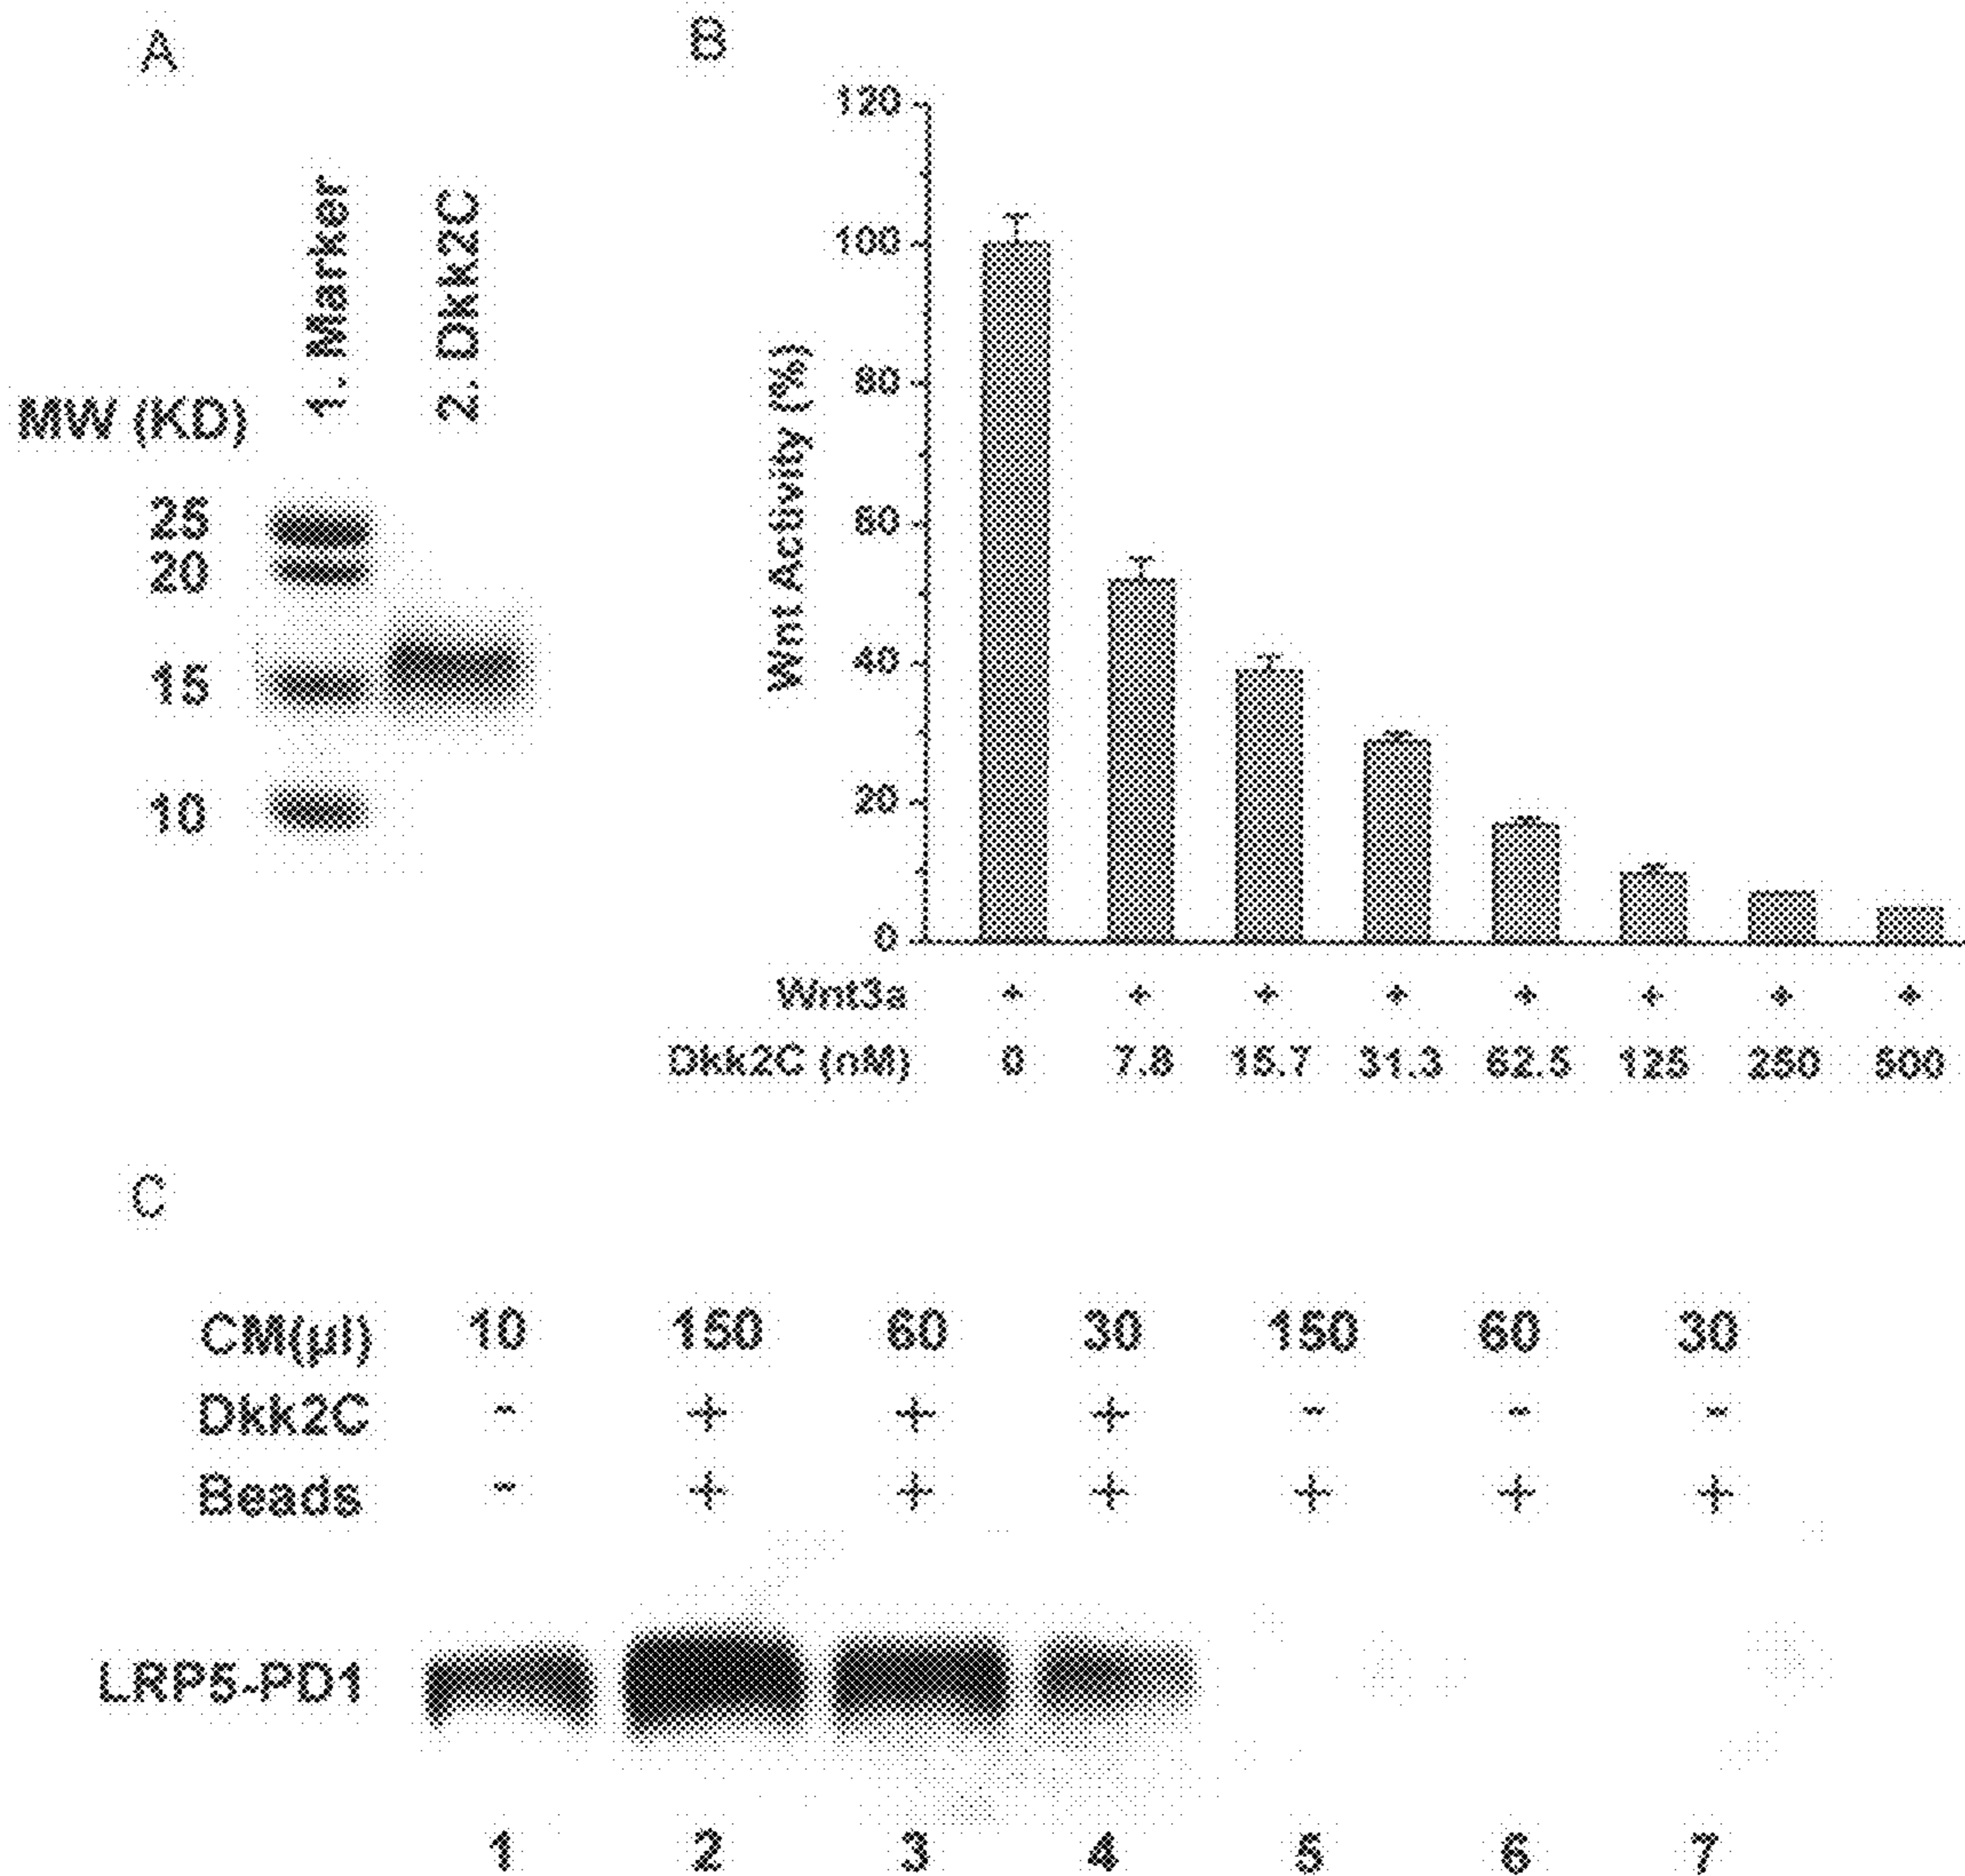 A
1. Marker
2. Dkk2C
MW (KD)
25
20
15
10
B
Wnt Activity (%)
120
100
80
60
40
20
0
Wnt3a + + + + + + + +
Dkk2C (nM) 0 7.8 15.7 31.3 62.5 125 250 500
C
CM(µl) 10 150 60 30 150 60 30
Dkk2C - + + + - - -
Beads - + + + + + +
LRP5-PD1
1 2 3 4 5 6 7